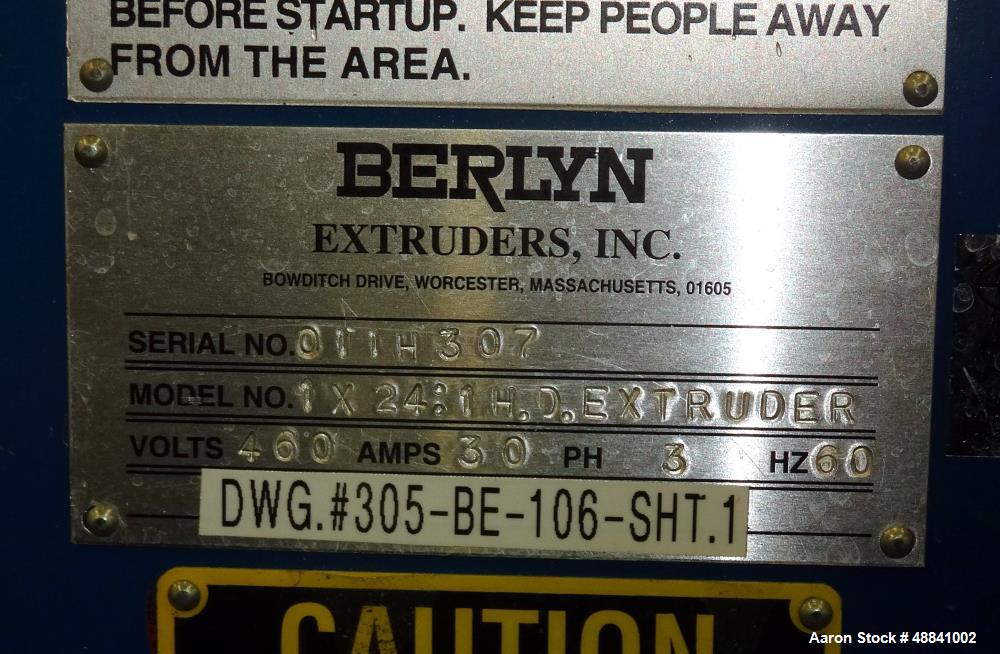 BEFORE STARTUP. KEEP PEOPLE AWAY
FROM THE AREA.
BERLYN
EXTRUDERS, INC.
BOWDITCH DRIVE, WORCESTER, MASSACHUSETTS, 01605
SERIAL NO. 0111H307
MODEL NO. 1 X 24:1 H.D. EXTRUDER
VOLTS 460 AMPS 30 PH 3 HZ 60
DWG.#305-BE-106-SHT.1
CAUTION
Aaron Stock # 48841002